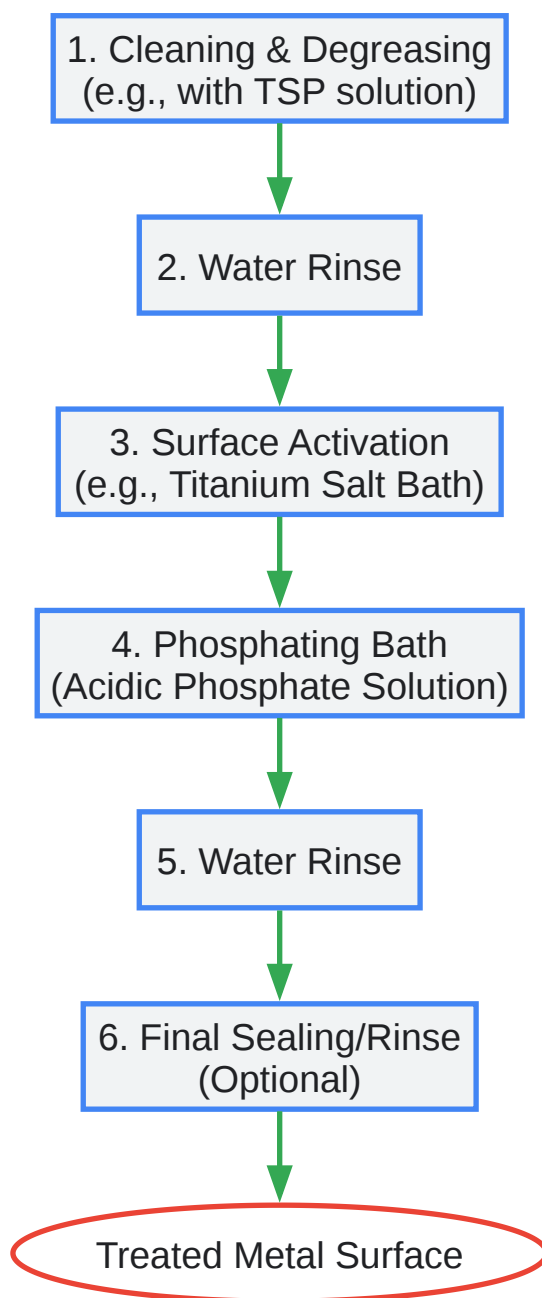 1. Cleaning & Degreasing
(e.g., with TSP solution)
2. Water Rinse
3. Surface Activation
(e.g., Titanium Salt Bath)
4. Phosphating Bath
(Acidic Phosphate Solution)
5. Water Rinse
6. Final Sealing/Rinse
(Optional)
Treated Metal Surface